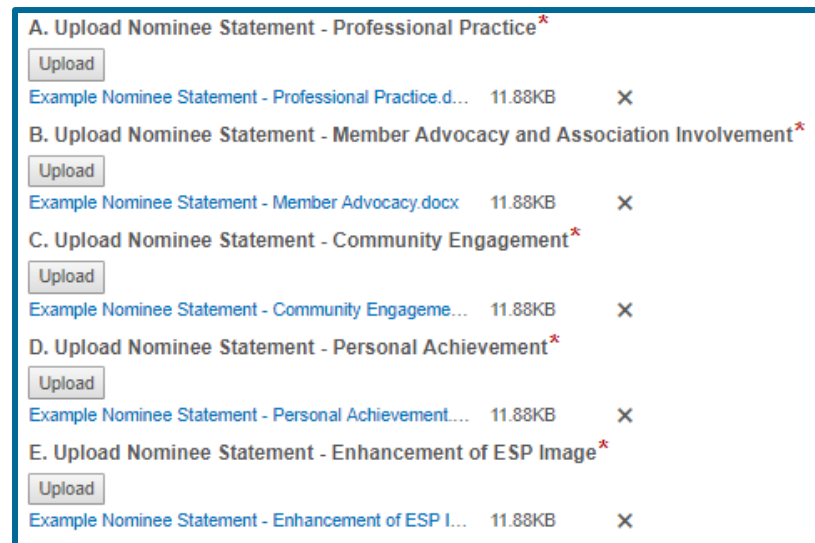 A. Upload Nominee Statement - Professional Practice*
Upload
Example Nominee Statement - Professional Practice.d... 11.88KB ×
B. Upload Nominee Statement - Member Advocacy and Association Involvement*
Upload
Example Nominee Statement - Member Advocacy.docx 11.88KB ×
C. Upload Nominee Statement - Community Engagement*
Upload
Example Nominee Statement - Community Engageme... 11.88KB ×
D. Upload Nominee Statement - Personal Achievement*
Upload
Example Nominee Statement - Personal Achievement.... 11.88KB ×
E. Upload Nominee Statement - Enhancement of ESP Image*
Upload
Example Nominee Statement - Enhancement of ESP I... 11.88KB ×